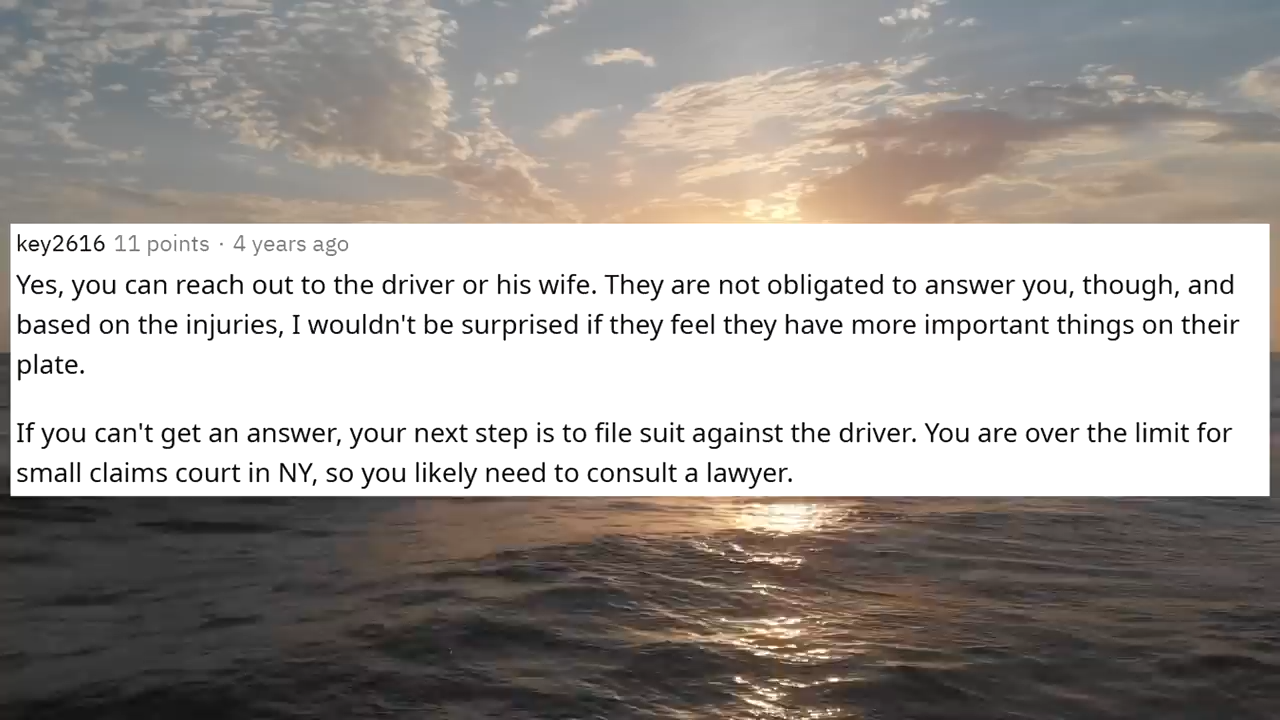 key2616 11 points · 4 years ago
Yes, you can reach out to the driver or his wife. They are not obligated to answer you, though, and
based on the injuries, I wouldn't be surprised if they feel they have more important things on their
plate.
If you can't get an answer, your next step is to file suit against the driver. You are over the limit for
small claims court in NY, so you likely need to consult a lawyer.